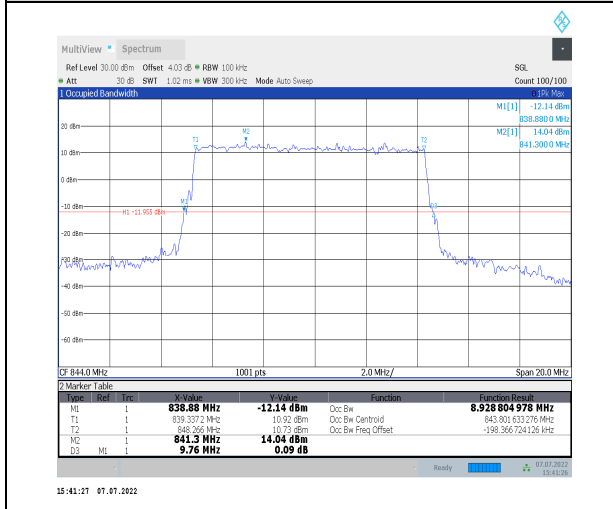 MultiView Spectrum
Ref Level 30.00 dBm Offset 4.03 dB RBW 100 kHz SGL
Att 30 dB SWT 1.02 ms VBW 300 kHz Mode Auto Sweep Count 100/100
1 Occupied Bandwidth 1Pk Max
M1[1] -12.14 dBm
838.880 0 MHz
M2[1] 14.04 dBm
841.300 0 MHz
20 dBm
M2
T1
T2
10 dBm
0 dBm
-10 dBm
M1
D3
H1 -11.955 dBm
-20 dBm
-30 dBm
-40 dBm
-50 dBm
-60 dBm
CF 844.0 MHz 1001 pts 2.0 MHz/ Span 20.0 MHz
2 Marker Table
Type Ref Trc X-Value Y-Value Function Function Result
M1 1 838.88 MHz -12.14 dBm Occ Bw 8.928 804 978 MHz
T1 1 839.337 2 MHz 10.92 dBm Occ Bw Centroid 843.801 633 276 MHz
T2 1 848.266 MHz 10.73 dBm Occ Bw Freq Offset -198.366 724 126 kHz
M2 1 841.3 MHz 14.04 dBm
D3 M1 1 9.76 MHz 0.09 dB
Ready 07.07.2022
15:41:26
15:41:27 07.07.2022